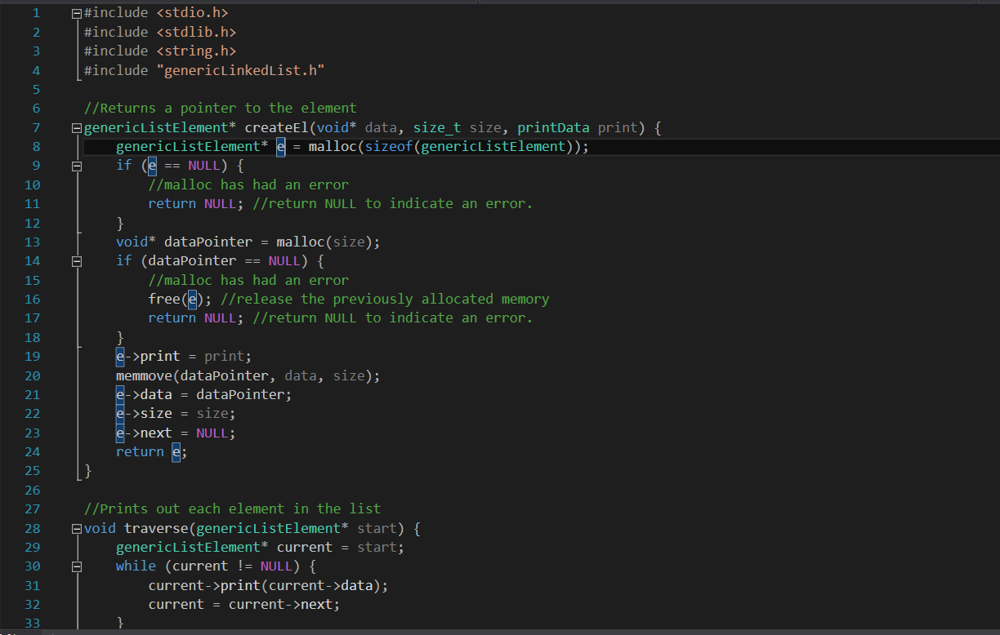 1 #include <stdio.h>
2 #include <stdlib.h>
3 #include <string.h>
4 #include "genericLinkedList.h"
5
6 //Returns a pointer to the element
7 genericListElement* createEl(void* data, size_t size, printData print) {
8     genericListElement* e = malloc(sizeof(genericListElement));
9     if (e == NULL) {
10         //malloc has had an error
11         return NULL; //return NULL to indicate an error.
12     }
13     void* dataPointer = malloc(size);
14     if (dataPointer == NULL) {
15         //malloc has had an error
16         free(e); //release the previously allocated memory
17         return NULL; //return NULL to indicate an error.
18     }
19     e->print = print;
20     memmove(dataPointer, data, size);
21     e->data = dataPointer;
22     e->size = size;
23     e->next = NULL;
24     return e;
25 }
26
27 //Prints out each element in the list
28 void traverse(genericListElement* start) {
29     genericListElement* current = start;
30     while (current != NULL) {
31         current->print(current->data);
32         current = current->next;
33     }